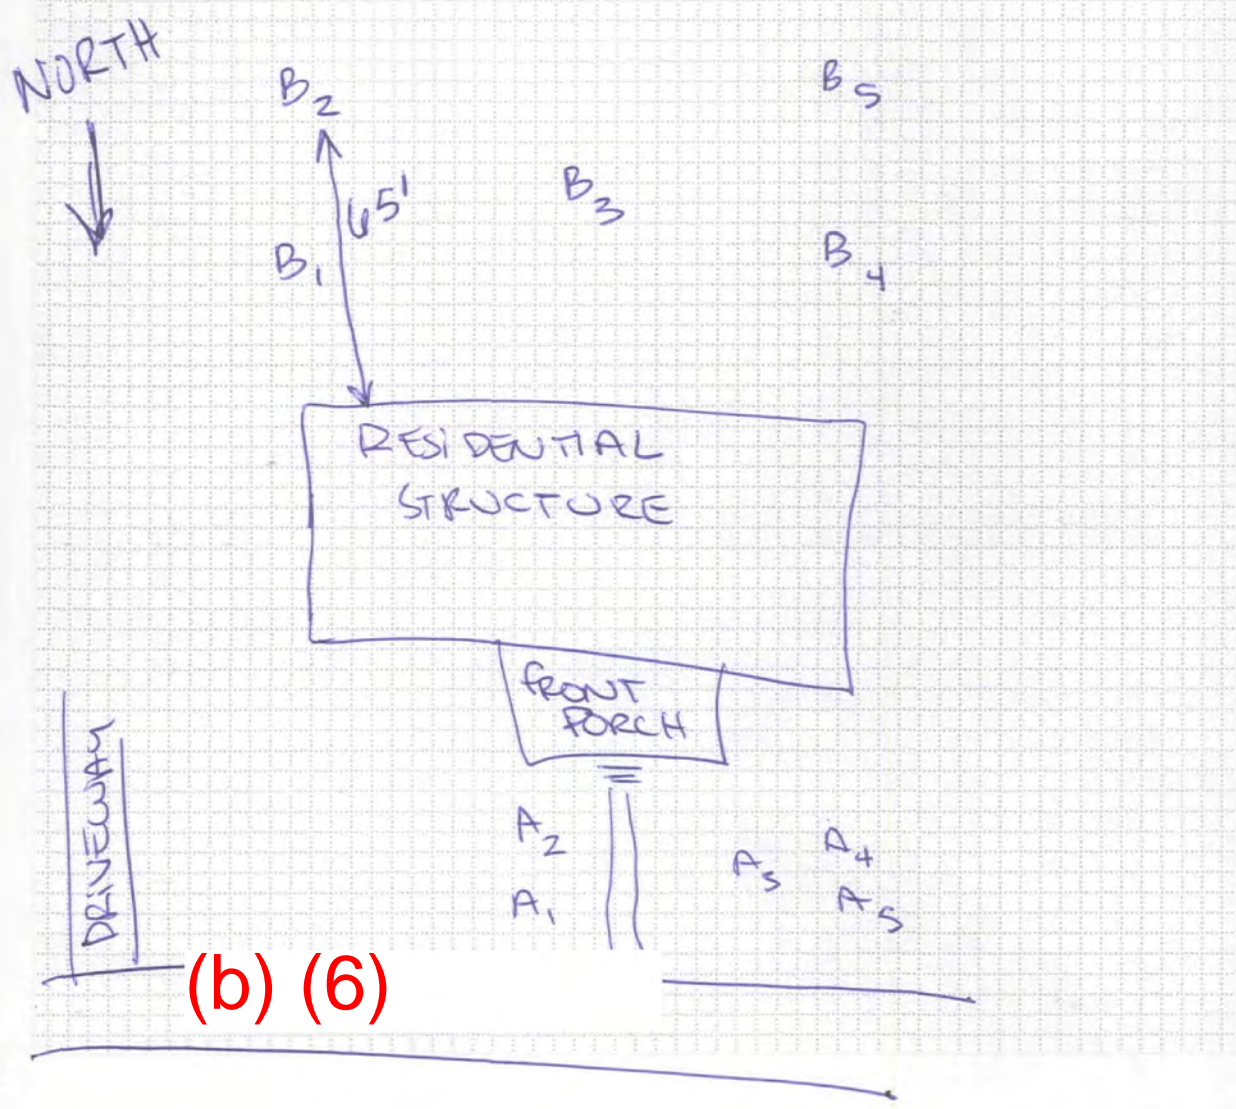 NORTH
B2
B5
65'
B3
B1
B4
RESIDENTIAL
STRUCTURE
FRONT
PORCH
DRIVEWAY
A2
A4
A3
A1
A5
(b) (6)